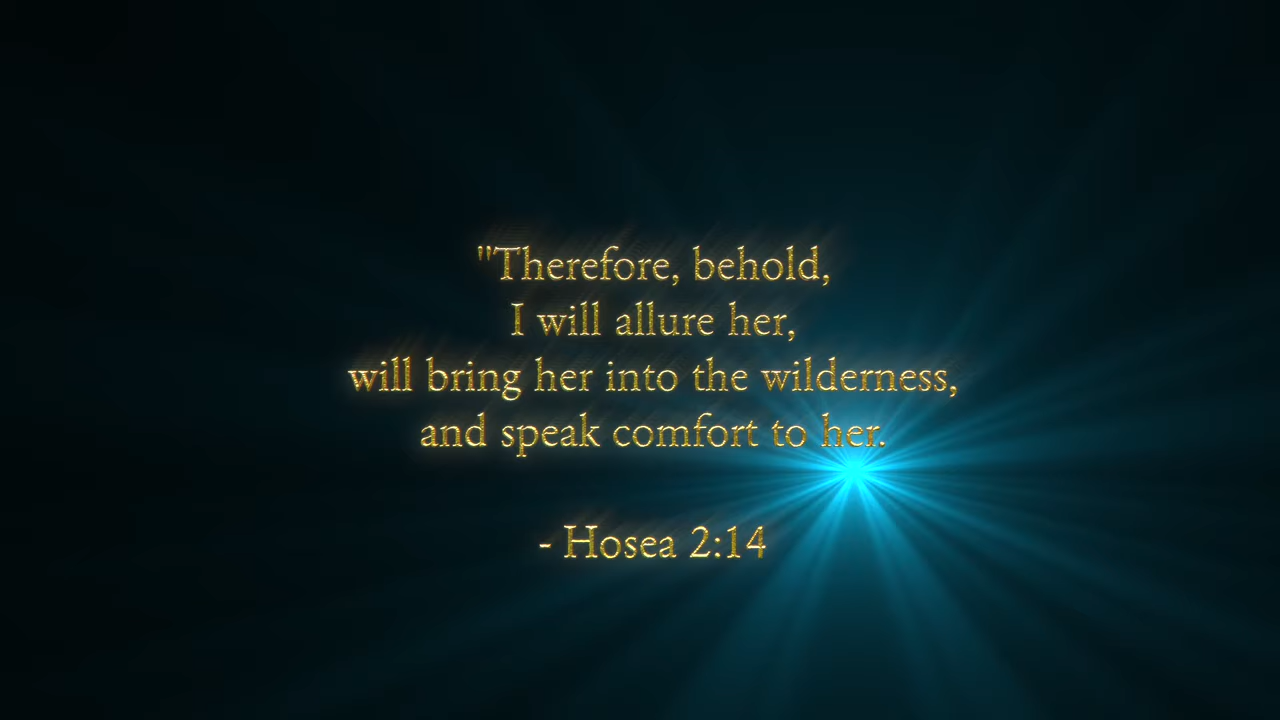 "Therefore, behold,
I will allure her,
will bring her into the wilderness,
and speak comfort to her.
- Hosea 2:14